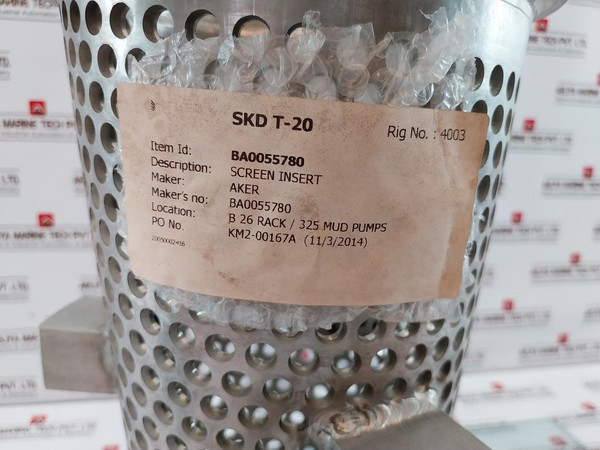 SKD T-20
Rig No. : 4003
Item Id: BA0055780
Description: SCREEN INSERT
Maker: AKER
Maker's no: BA0055780
Location: B 26 RACK / 325 MUD PUMPS
PO No. KM2-00167A (11/3/2014)
20050002416